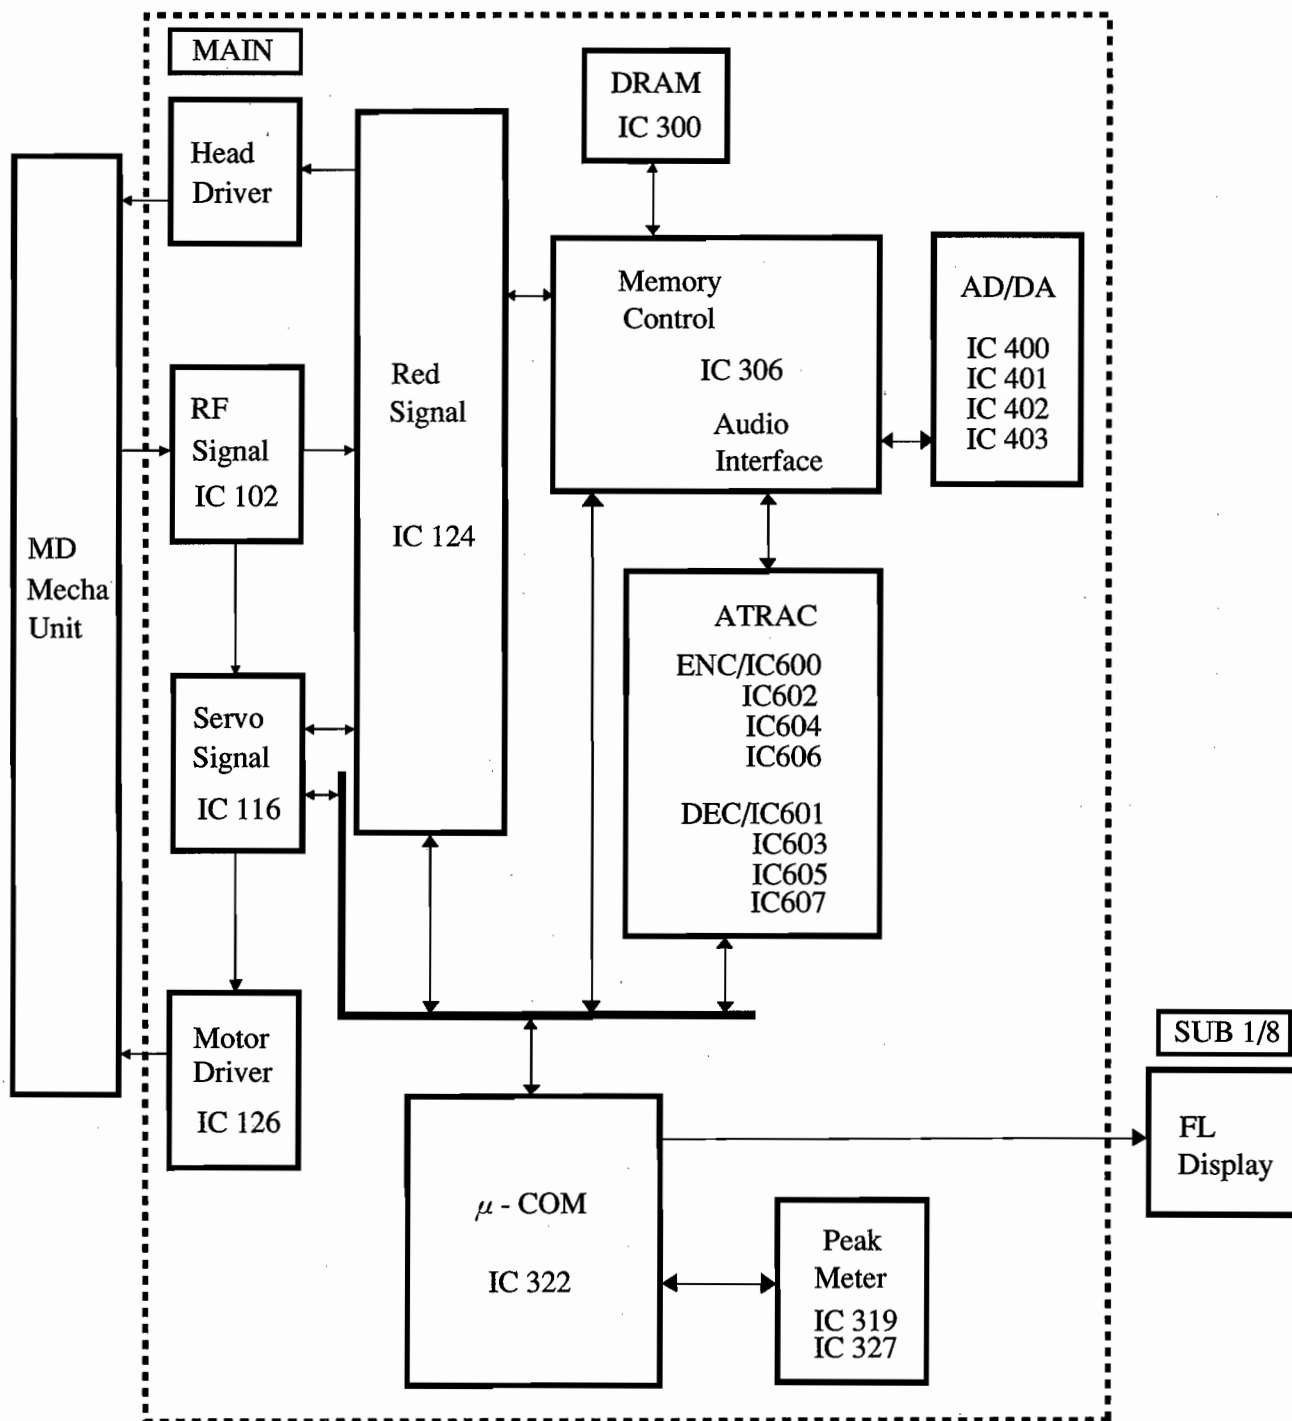 MAIN
DRAM
IC 300
Head
Driver
Memory
Control
IC 306
Audio
Interface
AD/DA
IC 400
IC 401
IC 402
IC 403
Red
Signal
IC 124
RF
Signal
IC 102
MD
Mecha
Unit
ATRAC
ENC/IC600
IC602
IC604
IC606
DEC/IC601
IC603
IC605
IC607
Servo
Signal
IC 116
Motor
Driver
IC 126
SUB 1/8
FL
Display
μ - COM
IC 322
Peak
Meter
IC 319
IC 327